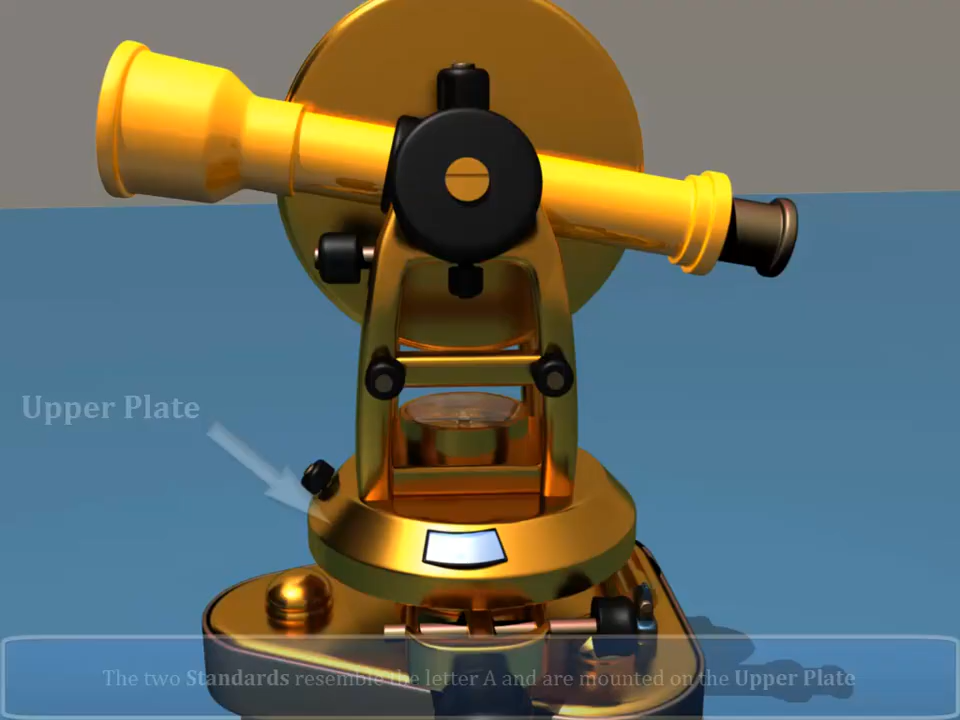 Upper Plate
The two Standards resemble the letter A and are mounted on the Upper Plate